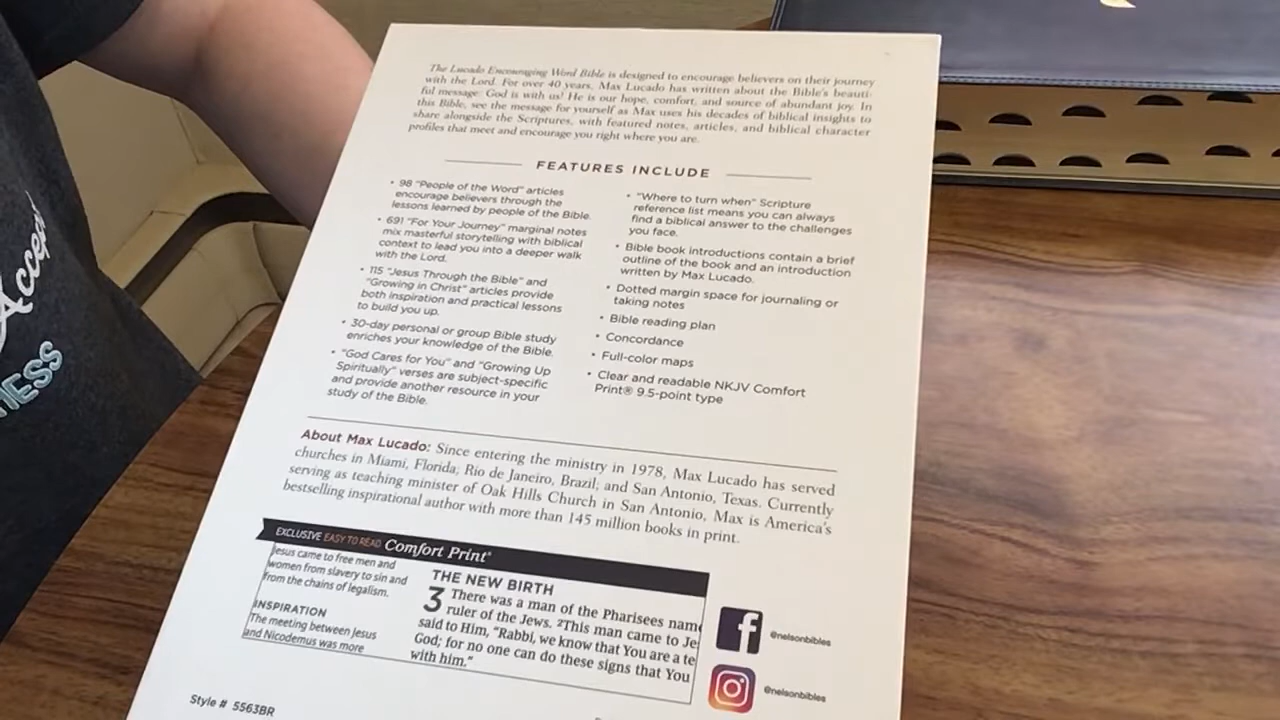 The Lucado Encouraging Word Bible is designed to encourage believers on their journey
with the Lord. For over 40 years, Max Lucado has written about the Bible's beauti-
ful message: God is with us! He is our hope, comfort, and source of abundant joy. In
this Bible, see the message for yourself as Max uses his decades of biblical insights to
share alongside the Scriptures, with featured notes, articles, and biblical character
profiles that meet and encourage you right where you are.
FEATURES INCLUDE
• 98 "People of the Word" articles
encourage believers through the
lessons learned by people of the Bible.
• 691 "For Your Journey" marginal notes
mix masterful storytelling with biblical
context to lead you into a deeper walk
with the Lord.
• 115 "Jesus Through the Bible" and
"Growing in Christ" articles provide
both inspiration and practical lessons
to build you up.
• 30-day personal or group Bible study
enriches your knowledge of the Bible.
• "God Cares for You" and "Growing Up
Spiritually" verses are subject-specific
and provide another resource in your
study of the Bible.
• "Where to turn when" Scripture
reference list means you can always
find a biblical answer to the challenges
you face.
• Bible book introductions contain a brief
outline of the book and an introduction
written by Max Lucado.
• Dotted margin space for journaling or
taking notes
• Bible reading plan
• Concordance
• Full-color maps
• Clear and readable NKJV Comfort
Print® 9.5-point type
About Max Lucado: Since entering the ministry in 1978, Max Lucado has served
churches in Miami, Florida; Rio de Janeiro, Brazil; and San Antonio, Texas. Currently
serving as teaching minister of Oak Hills Church in San Antonio, Max is America's
bestselling inspirational author with more than 145 million books in print.
EXCLUSIVE EASY TO READ Comfort Print®
Jesus came to free men and
women from slavery to sin and
from the chains of legalism.
INSPIRATION
The meeting between Jesus
and Nicodemus was more
THE NEW BIRTH
3 There was a man of the Pharisees name
ruler of the Jews. ²This man came to Je
said to Him, "Rabbi, we know that You are a te
God; for no one can do these signs that You
with him."
f @nelsonbibles
@nelsonbibles
Style # 5563BR
Accep
NESS